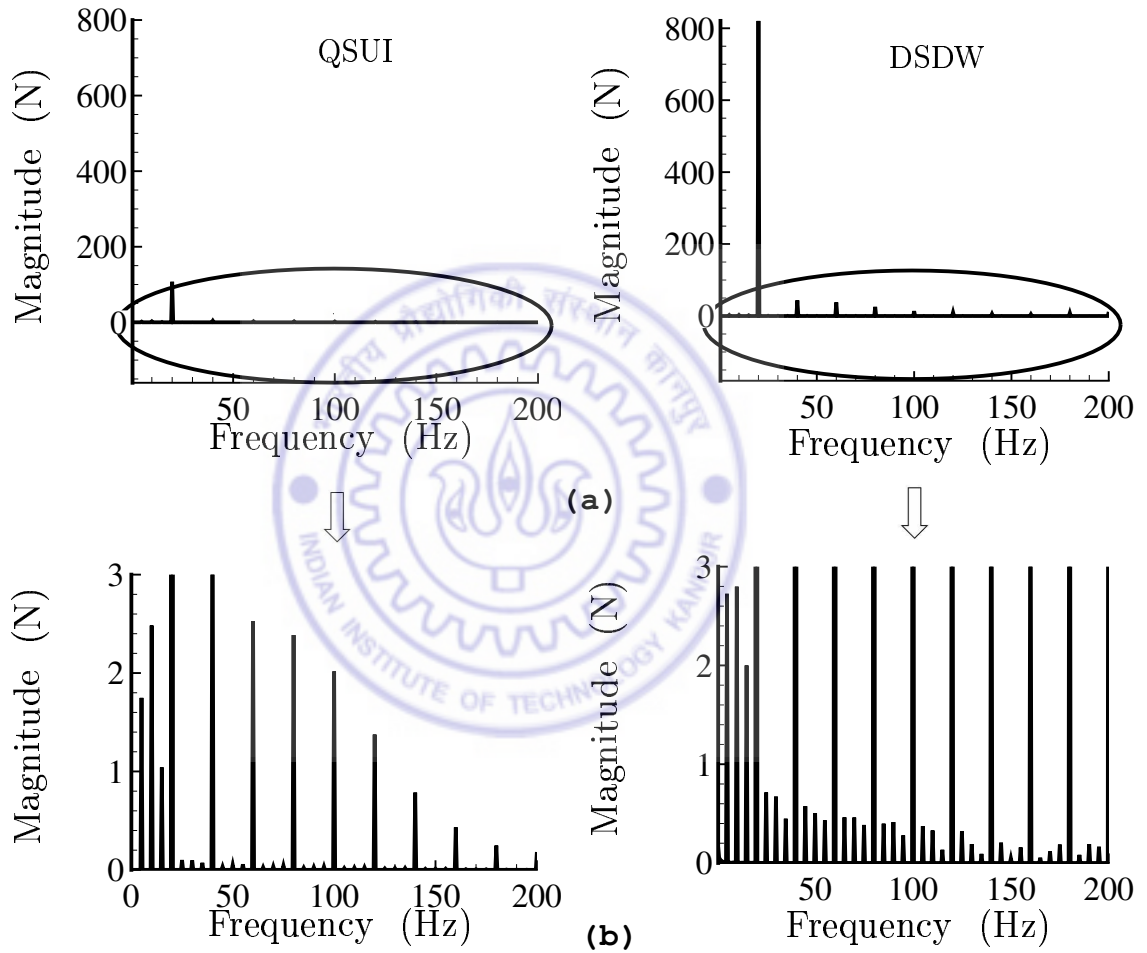 QSUI
800
600
400
200
0
Magnitude (N)
50 100 150 200
Frequency (Hz)
DSDW
800
600
400
200
0
Magnitude (N)
50 100 150 200
Frequency (Hz)
(a)
3
2
1
0
Magnitude (N)
0 50 100 150 200
Frequency (Hz)
3
2
1
0
Magnitude (N)
50 100 150 200
Frequency (Hz)
(b)
भारतीय प्रौद्योगिकी संस्थान कानपुर
INDIAN INSTITUTE OF TECHNOLOGY KANPUR